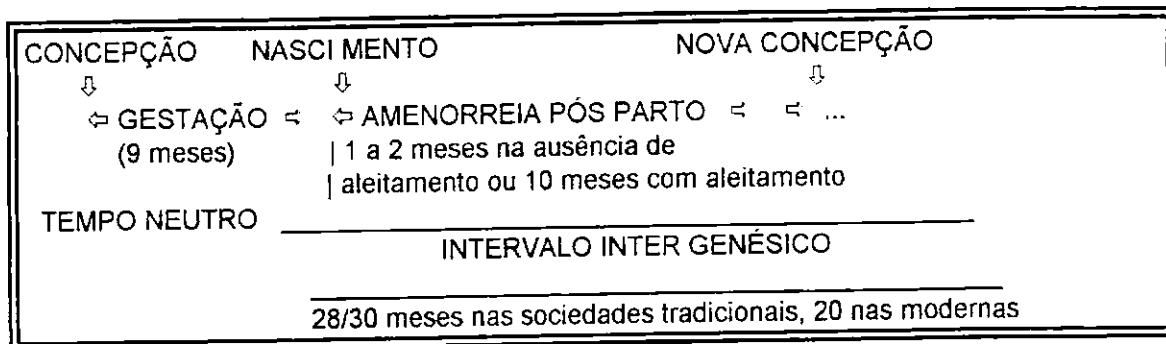 CONCEPÇÃO NASCI MENTO NOVA CONCEPÇÃO
⇩ ⇩ ⇩
⇦ GESTAÇÃO ⇦ ⇦ AMENORREIA PÓS PARTO ⇦ ⇦ ...
(9 meses) | 1 a 2 meses na ausência de
| aleitamento ou 10 meses com aleitamento
TEMPO NEUTRO
INTERVALO INTER GENÉSICO
28/30 meses nas sociedades tradicionais, 20 nas modernas